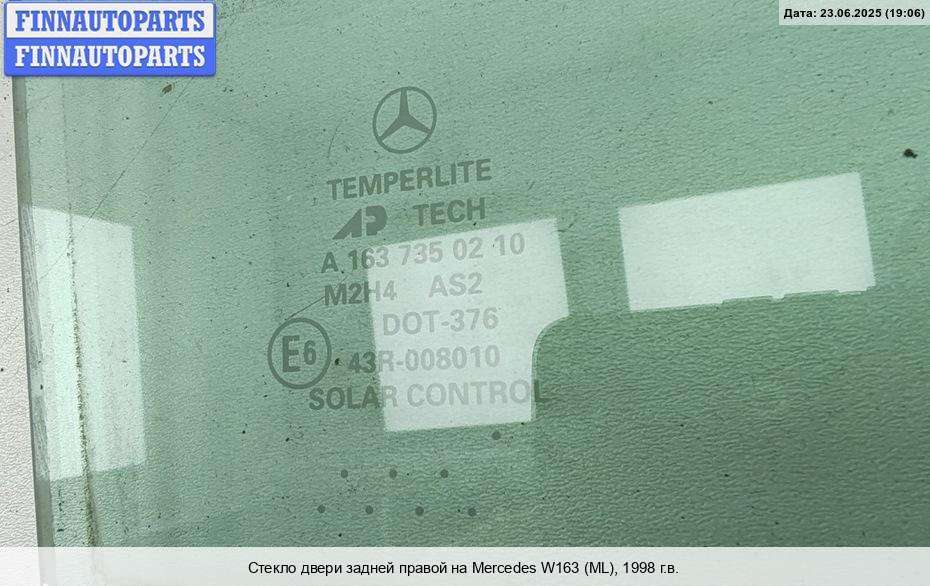 FINNAUTOPARTS
FINNAUTOPARTS
Дата: 23.06.2025 (19:06)
TEMPERLITE
AP TECH
A 163 735 02 10
M2H4 AS2
DOT-376
E6 43R-008010
SOLAR CONTROL
Стекло двери задней правой на Mercedes W163 (ML), 1998 г.в.